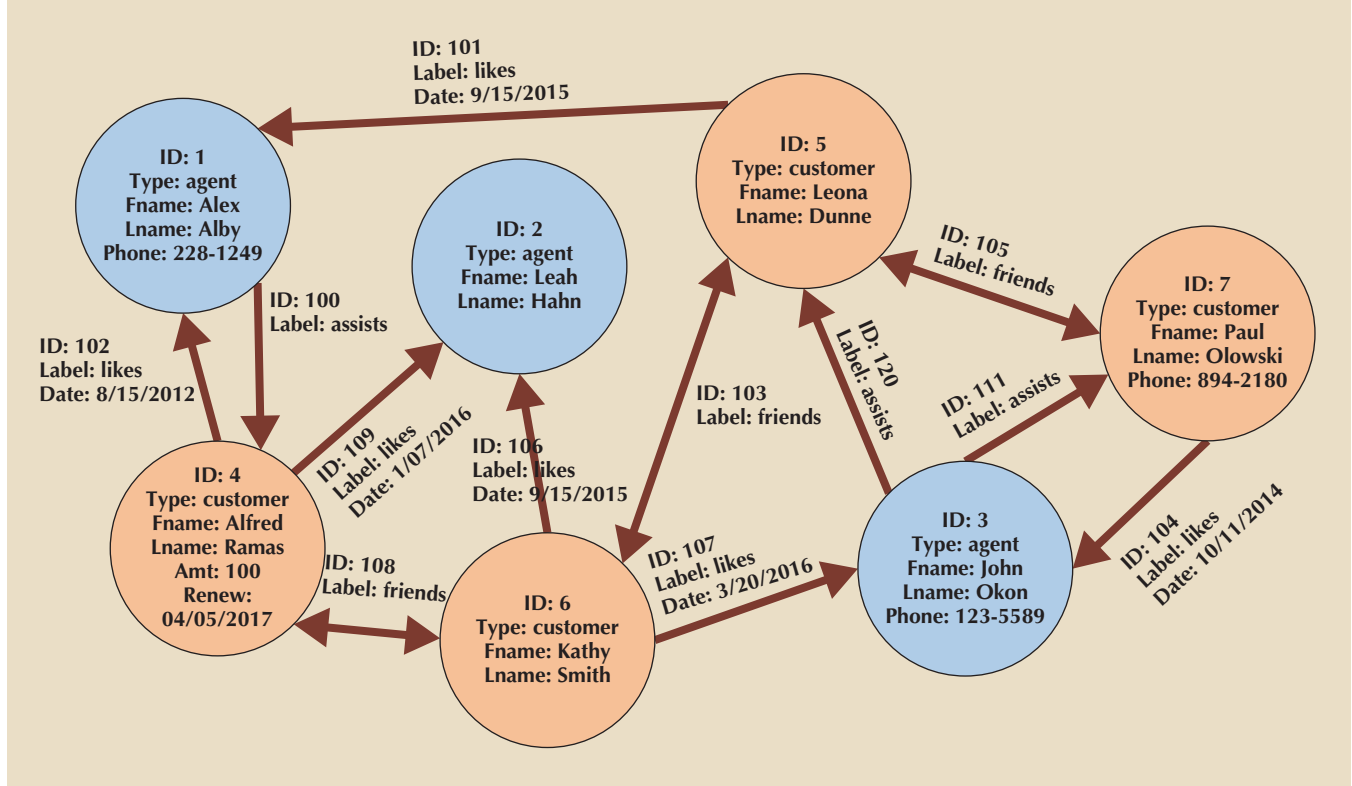 ID: 101
Label: likes
Date: 9/15/2015
ID: 1
Type: agent
Fname: Alex
Lname: Alby
Phone: 228-1249
ID: 2
Type: agent
Fname: Leah
Lname: Hahn
ID: 5
Type: customer
Fname: Leona
Lname: Dunne
ID: 105
Label: friends
ID: 7
Type: customer
Fname: Paul
Lname: Olowski
Phone: 894-2180
ID: 100
Label: assists
ID: 102
Label: likes
Date: 8/15/2012
ID: 109
Label: likes
Date: 1/07/2016
ID: 106
Label: likes
Date: 9/15/2015
ID: 103
Label: friends
ID: 120
Label: assists
ID: 111
Label: assists
ID: 4
Type: customer
Fname: Alfred
Lname: Ramas
Amt: 100
Renew:
04/05/2017
ID: 108
Label: friends
ID: 6
Type: customer
Fname: Kathy
Lname: Smith
ID: 107
Label: likes
Date: 3/20/2016
ID: 3
Type: agent
Fname: John
Lname: Okon
Phone: 123-5589
ID: 104
Label: likes
Date: 10/11/2014